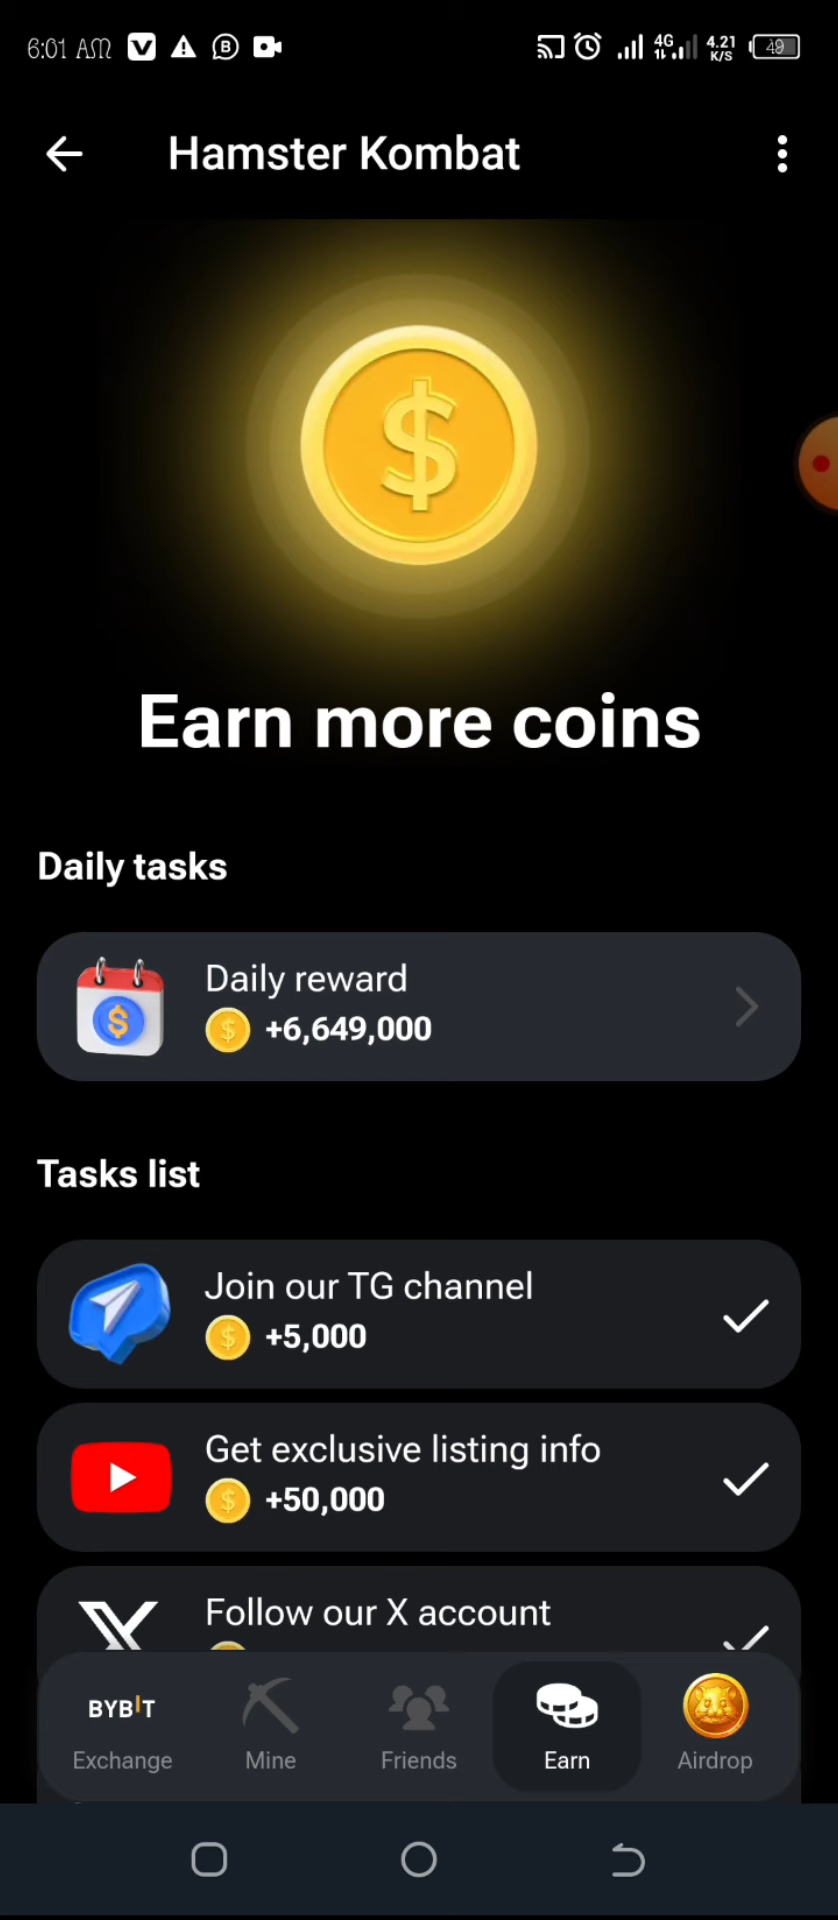 6:01 AM
4G
4.21
K/S
49
Hamster Kombat
Earn more coins
Daily tasks
Daily reward
+6,649,000
Tasks list
Join our TG channel
+5,000
Get exclusive listing info
+50,000
Follow our X account
BYBIT
Exchange
Mine
Friends
Earn
Airdrop